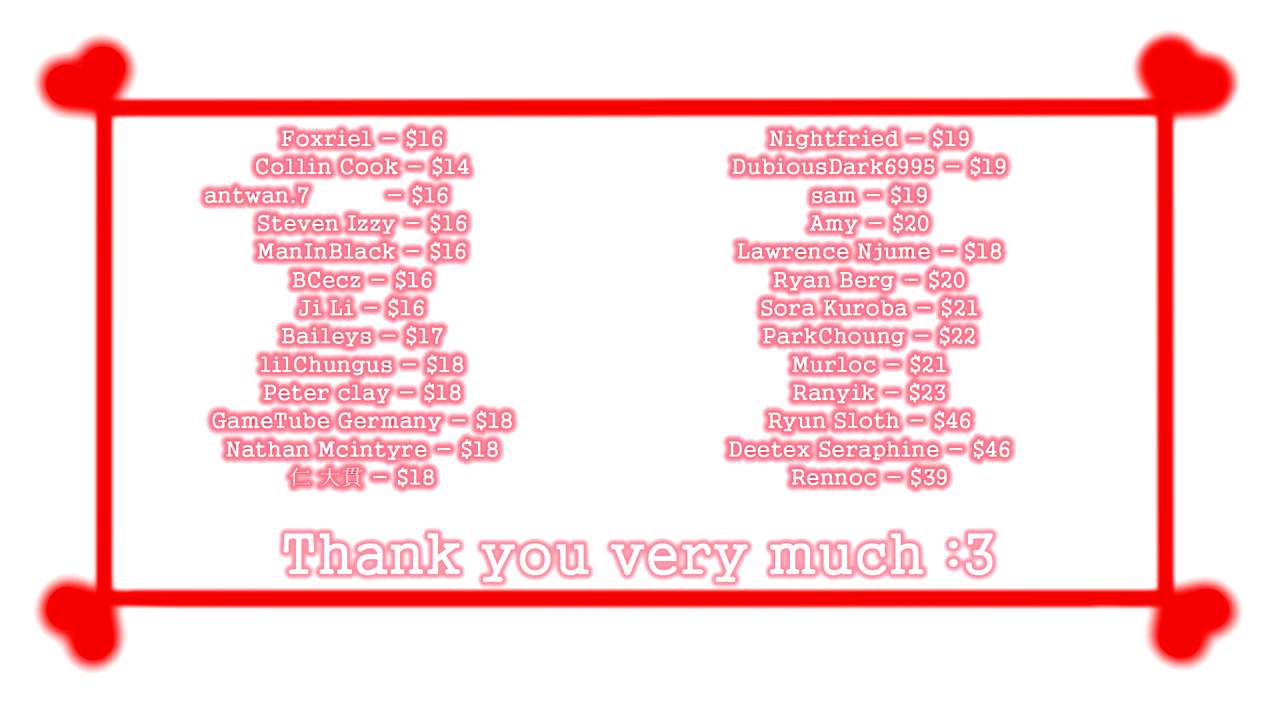 Foxriel – $16
Collin Cook – $14
antwan.7 – $16
Steven Izzy – $16
ManInBlack – $16
BCecz – $16
Ji Li – $16
Baileys – $17
lilChungus – $18
Peter clay – $18
GameTube Germany – $18
Nathan Mcintyre – $18
仁 大貫 – $18
Nightfried – $19
DubiousDark6995 – $19
sam – $19
Amy – $20
Lawrence Njume – $18
Ryan Berg – $20
Sora Kuroba – $21
ParkChoung – $22
Murloc – $21
Ranyik – $23
Ryun Sloth – $46
Deetex Seraphine – $46
Rennoc – $39
Thank you very much :3